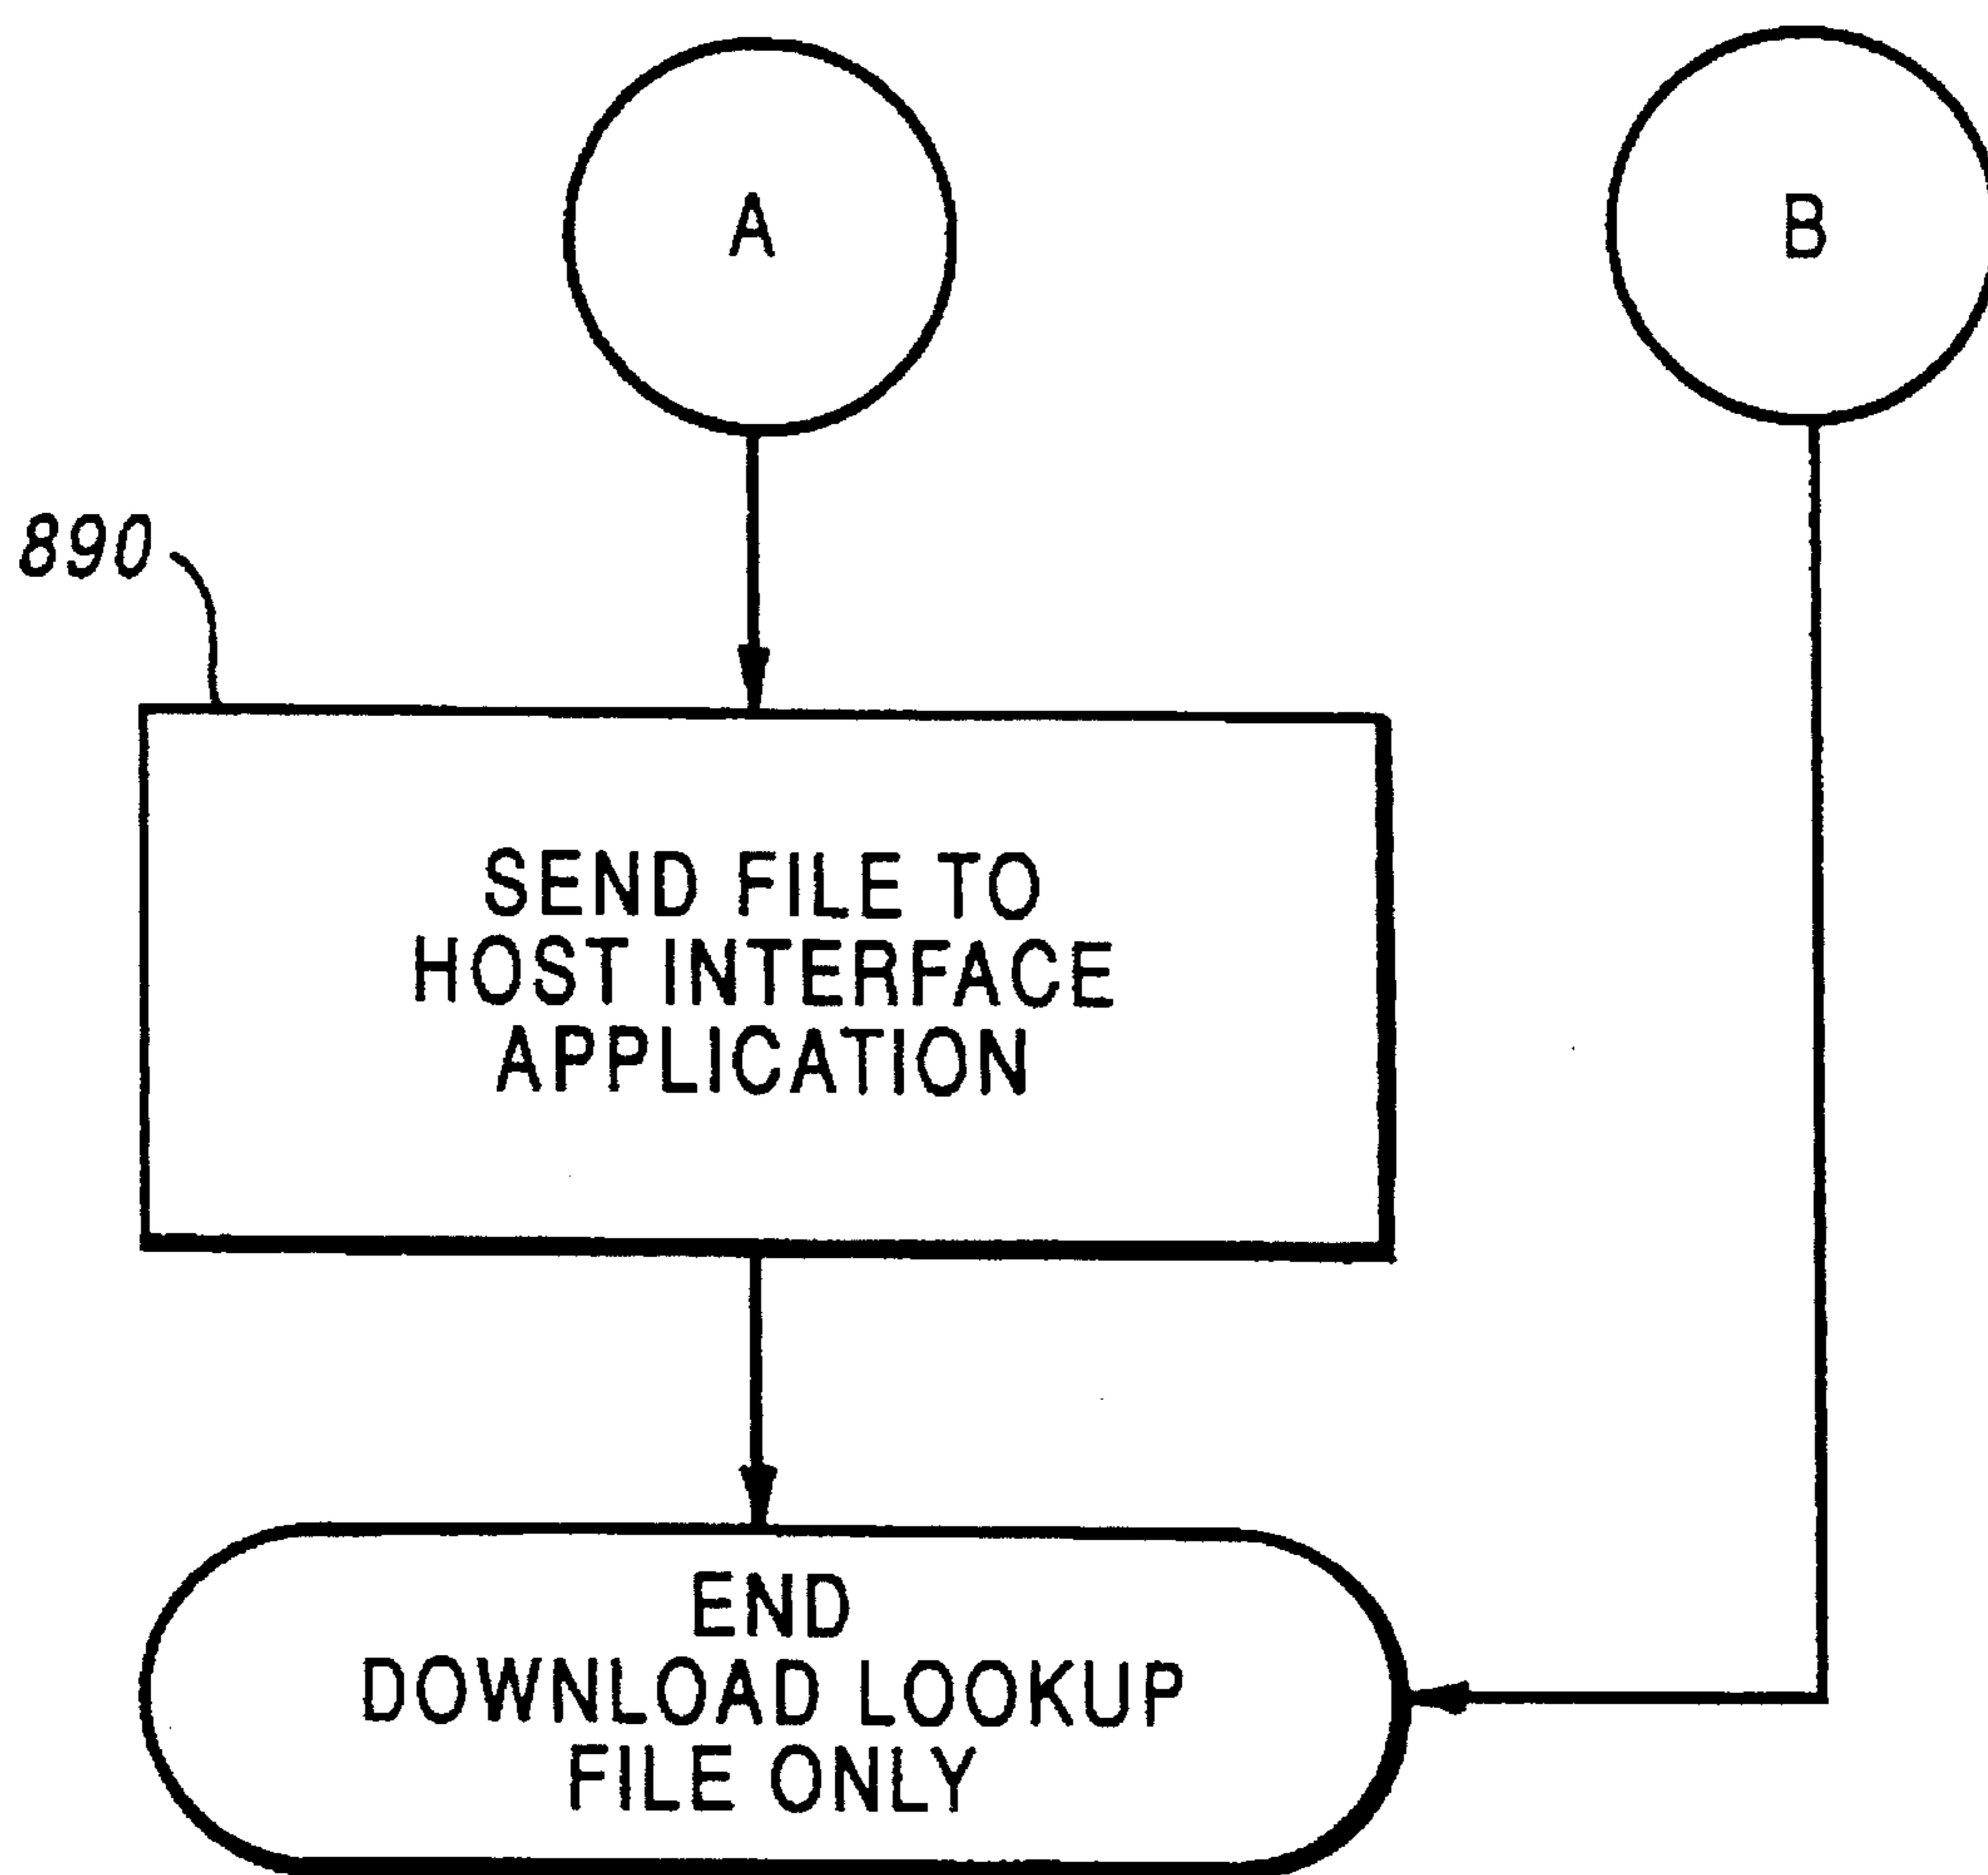 A
B
890
SEND FILE TO
HOST INTERFACE
APPLICATION
END
DOWNLOAD LOOKUP
FILE ONLY